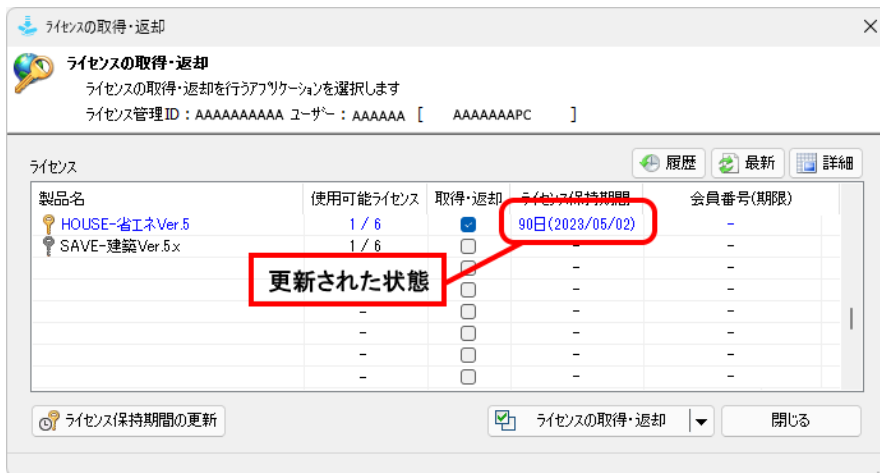 ライセンスの取得・返却
ライセンスの取得・返却
ライセンスの取得・返却を行うアプリケーションを選択します
ライセンス管理ID：AAAAAAAAAA ユーザー：AAAAAA [ AAAAAAAPC ]
ライセンス 履歴 最新 詳細
製品名 使用可能ライセンス 取得・返却 ライセンス保持期間 会員番号(期限)
HOUSE-省エネVer.5 1 / 6 90日(2023/05/02) -
SAVE-建築Ver.5x 1 / 6 - -
- -
更新された状態 - -
- - -
- - -
- - -
- - -
ライセンス保持期間の更新 ライセンスの取得・返却 閉じる